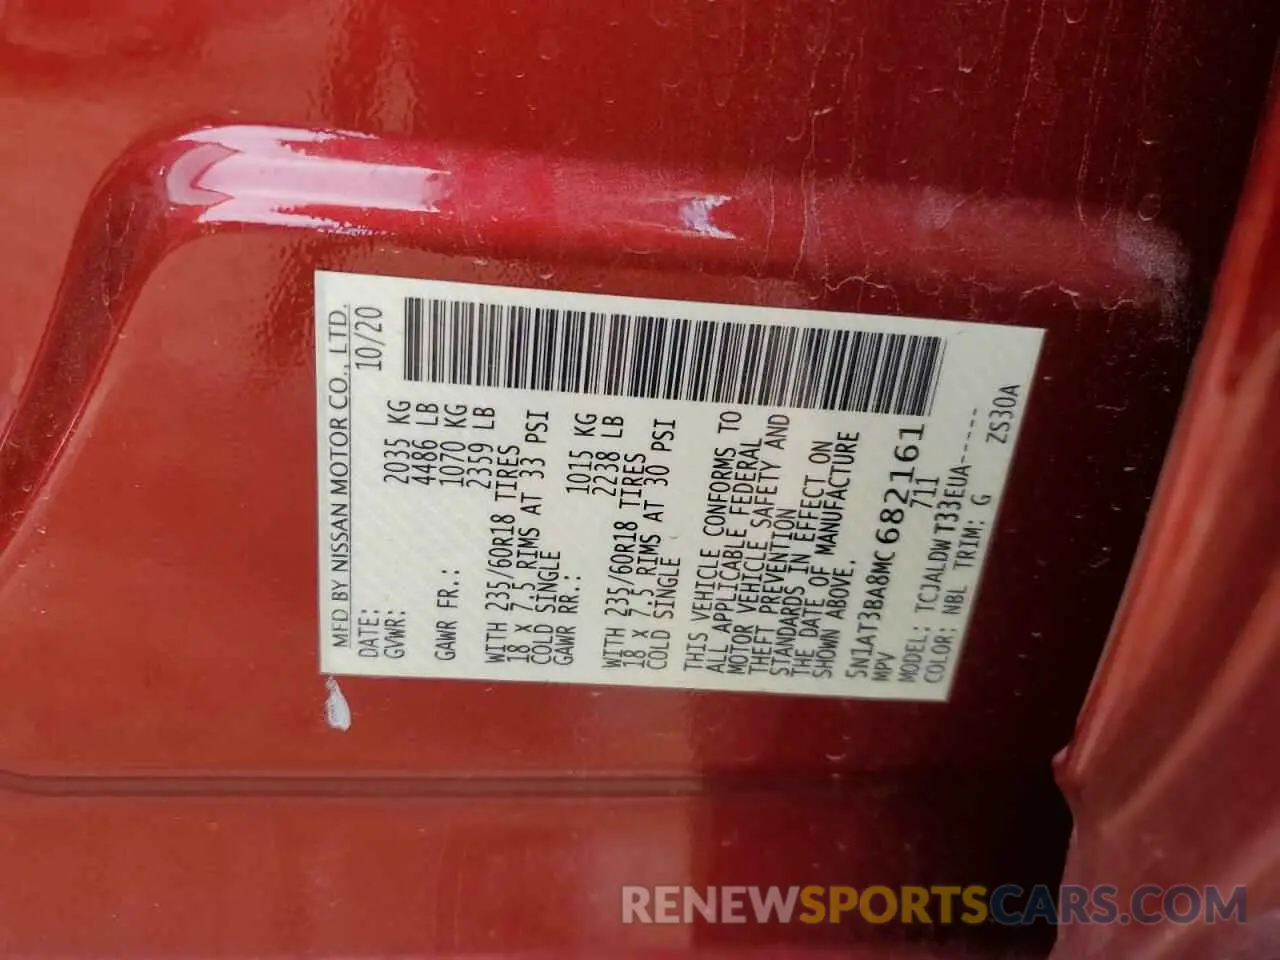 MFD BY NISSAN MOTOR CO., LTD.
DATE: 10/20
GVWR: 2035 KG
4486 LB
GAWR FR.: 1070 KG
2359 LB
WITH 235/60R18 TIRES
18 x 7.5 RIMS AT 33 PSI
COLD SINGLE
GAWR RR.: 1015 KG
2238 LB
WITH 235/60R18 TIRES
18 x 7.5 RIMS AT 30 PSI
COLD SINGLE
THIS VEHICLE CONFORMS TO
ALL APPLICABLE FEDERAL
MOTOR VEHICLE SAFETY AND
THEFT PREVENTION
STANDARDS IN EFFECT ON
THE DATE OF MANUFACTURE
SHOWN ABOVE.
5N1AT3BA8MC682161
MPV 711
MODEL: TCJALDWT33EUA-----
COLOR: NBL TRIM: G ZS30A
RENEWSPORTSCARS.COM